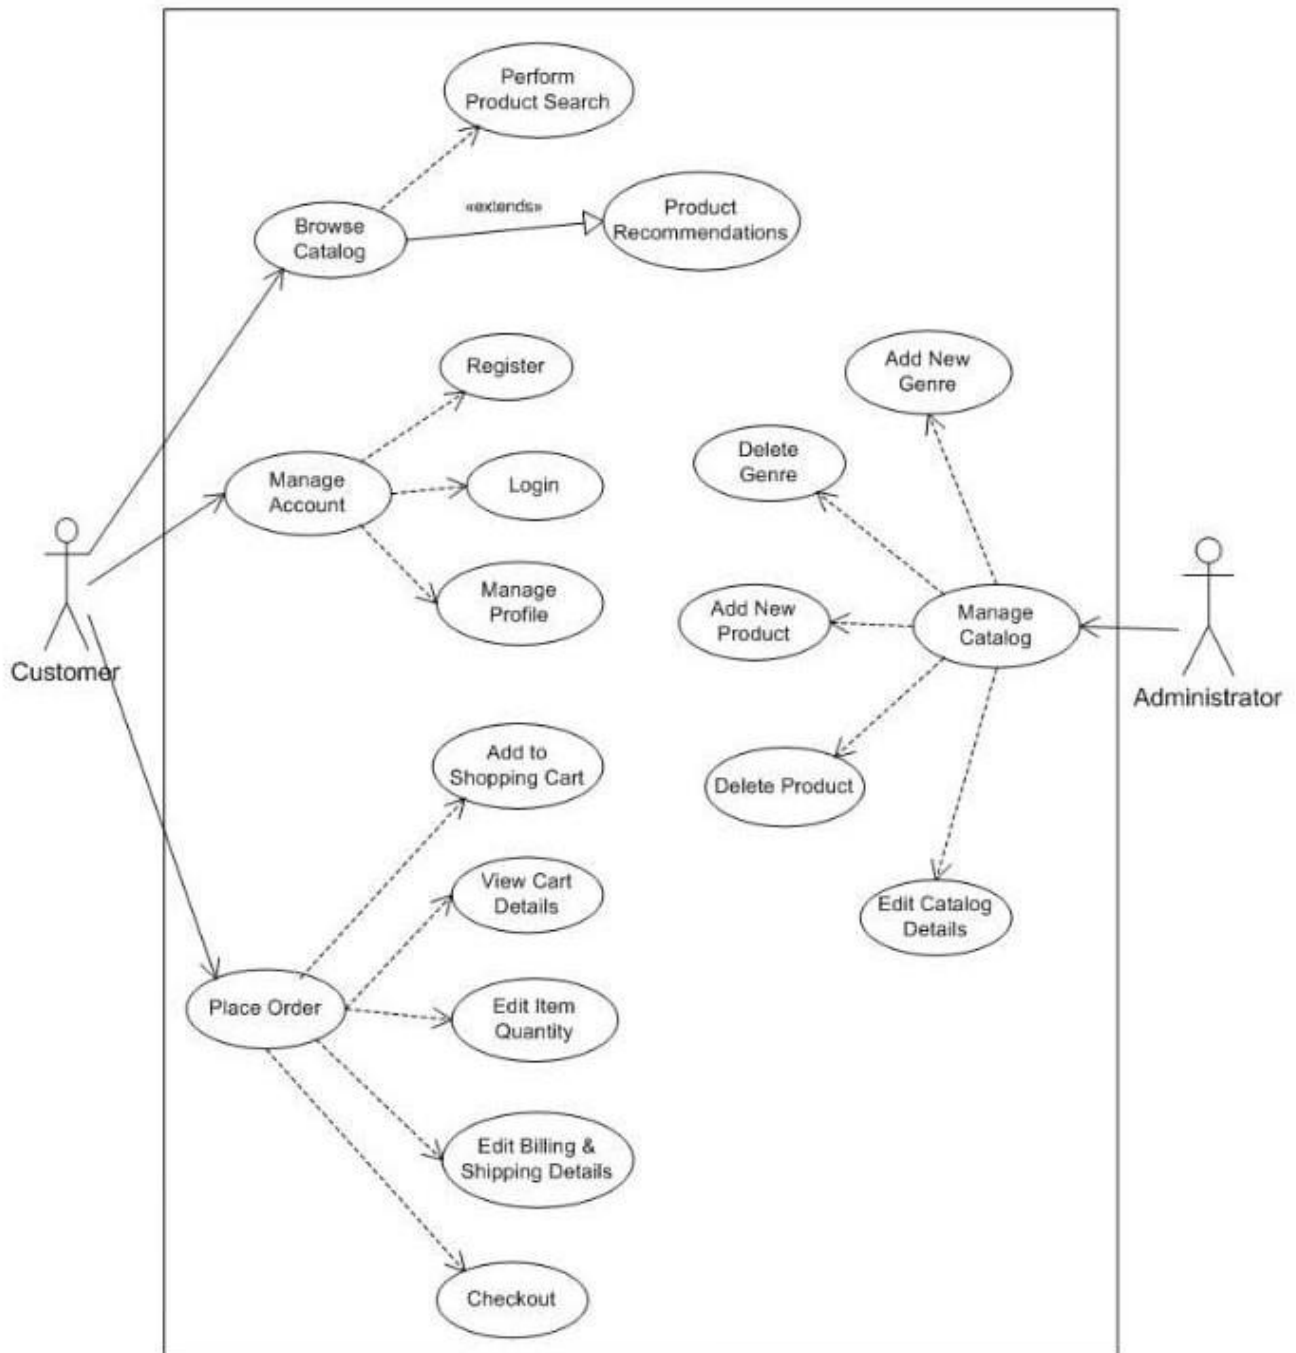 Perform
Product Search
«extends»
Product
Recommendations
Browse
Catalog
Register
Add New
Genre
Delete
Genre
Manage
Account
Login
Manage
Profile
Add New
Product
Manage
Catalog
Customer
Administrator
Add to
Shopping Cart
Delete Product
View Cart
Details
Edit Catalog
Details
Place Order
Edit Item
Quantity
Edit Billing &
Shipping Details
Checkout